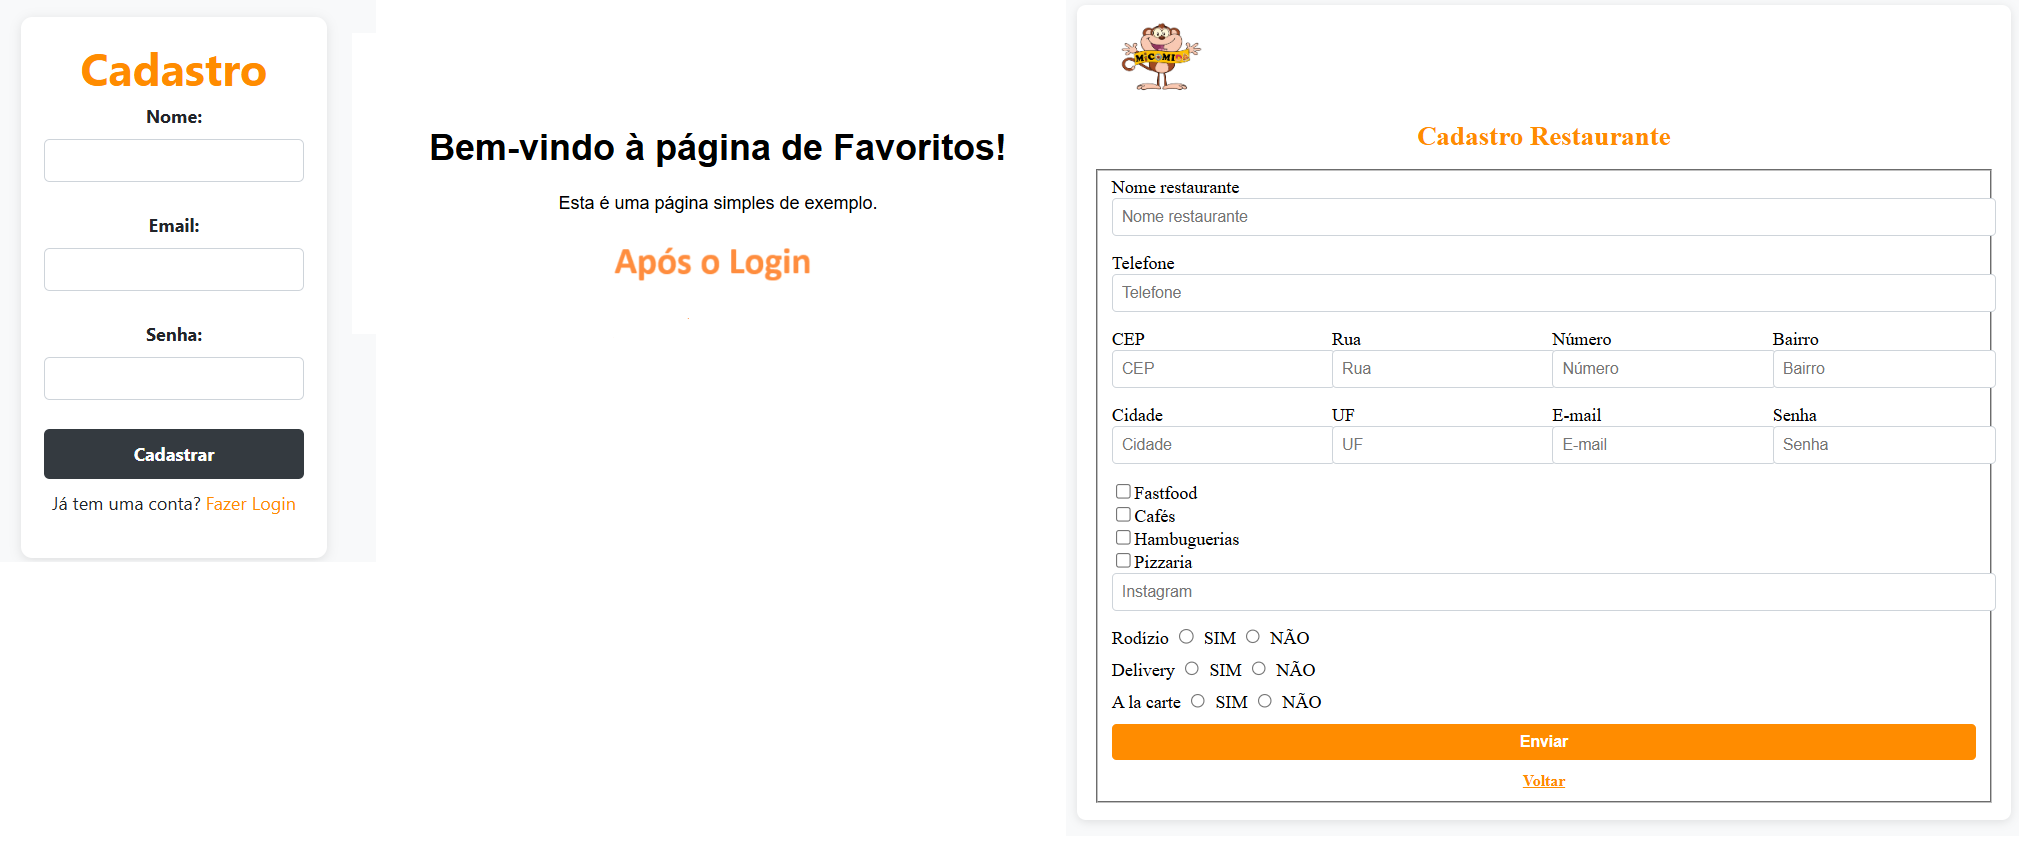 Cadastro
Nome:
Email:
Senha:
Cadastrar
Já tem uma conta? Fazer Login
Bem-vindo à página de Favoritos!
Esta é uma página simples de exemplo.
Após o Login
MiCOMIDA
Cadastro Restaurante
Nome restaurante
Nome restaurante
Telefone
Telefone
CEP Rua Número Bairro
CEP Rua Número Bairro
Cidade UF E-mail Senha
Cidade UF E-mail Senha
Fastfood
Cafés
Hambuguerias
Pizzaria
Instagram
Rodízio SIM NÃO
Delivery SIM NÃO
A la carte SIM NÃO
Enviar
Voltar